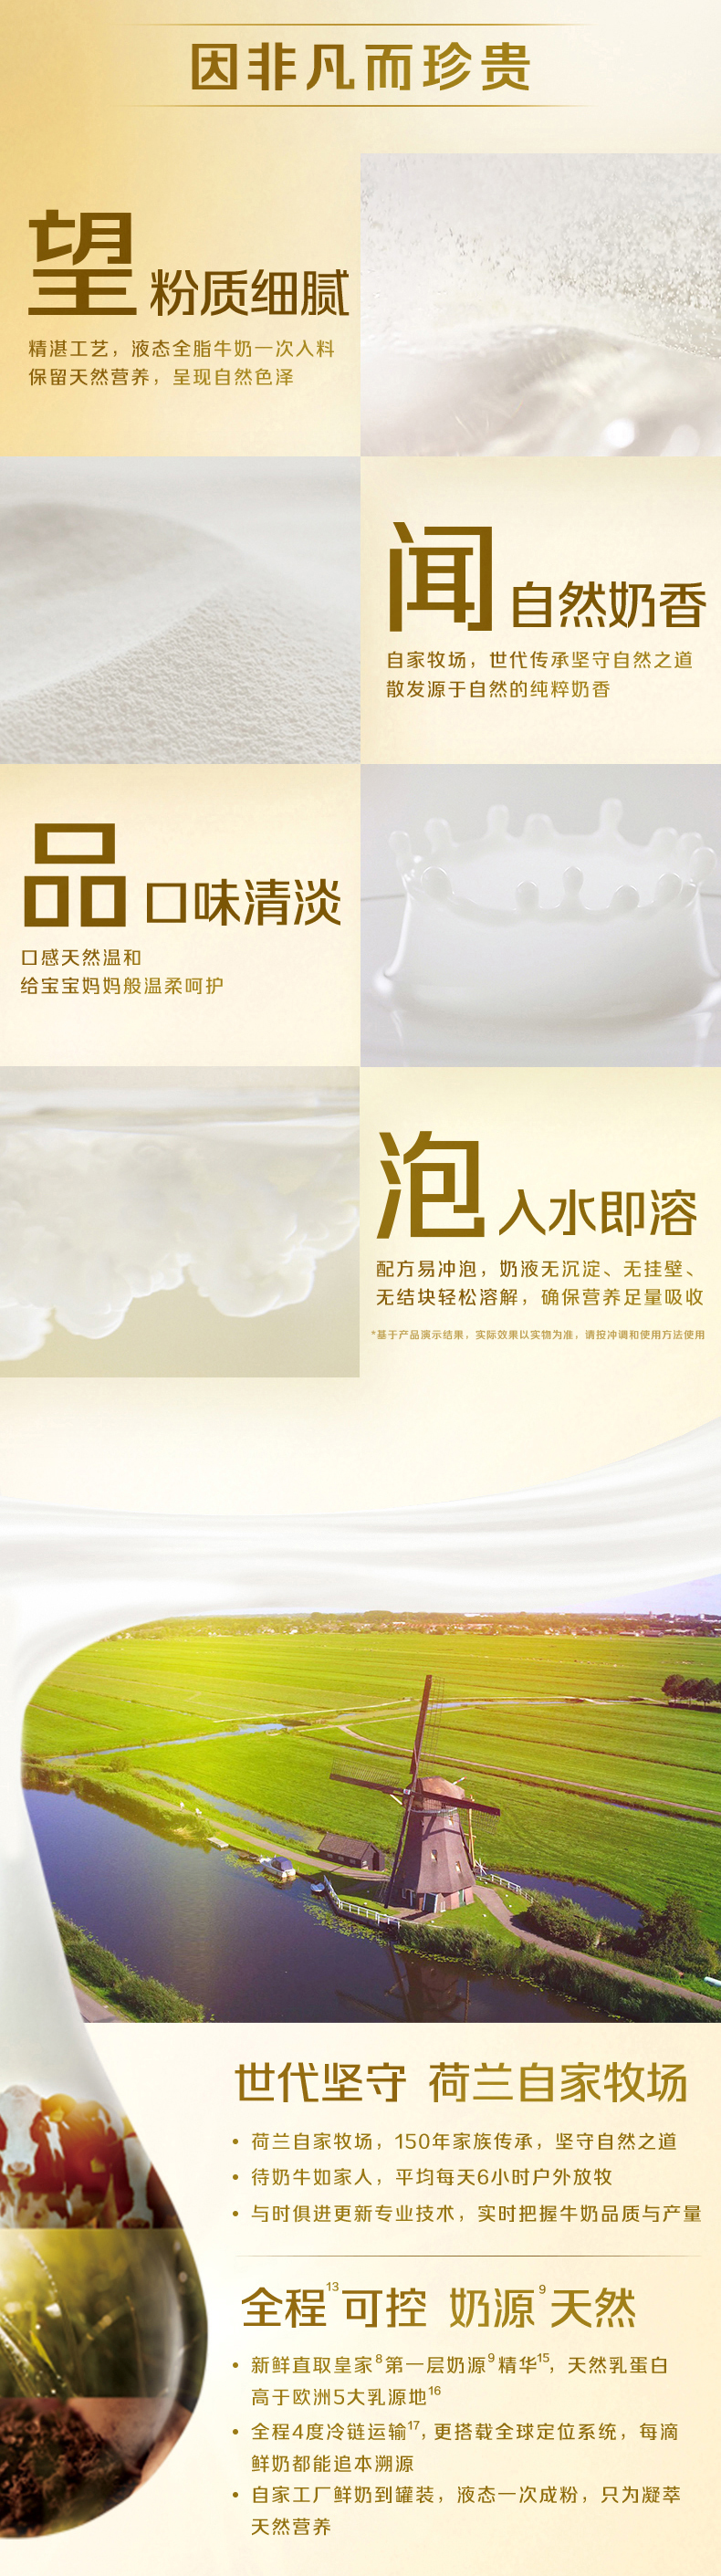 因非凡而珍贵
望 粉质细腻
精湛工艺，液态全脂牛奶一次入料
保留天然营养，呈现自然色泽
闻 自然奶香
自家牧场，世代传承坚守自然之道
散发源于自然的纯粹奶香
品 口味清淡
口感天然温和
给宝宝妈妈般温柔呵护
泡 入水即溶
配方易冲泡，奶液无沉淀、无挂壁、
无结块轻松溶解，确保营养足量吸收
*基于产品演示结果，实际效果以实物为准，请按冲调和使用方法使用
世代坚守 荷兰自家牧场
• 荷兰自家牧场，150年家族传承，坚守自然之道
• 待奶牛如家人，平均每天6小时户外放牧
• 与时俱进更新专业技术，实时把握牛奶品质与产量
全程13可控 奶源9天然
• 新鲜直取皇家8第一层奶源9精华15，天然乳蛋白
高于欧洲5大乳源地16
• 全程4度冷链运输17，更搭载全球定位系统，每滴
鲜奶都能追本溯源
• 自家工厂鲜奶到罐装，液态一次成粉，只为凝萃
天然营养